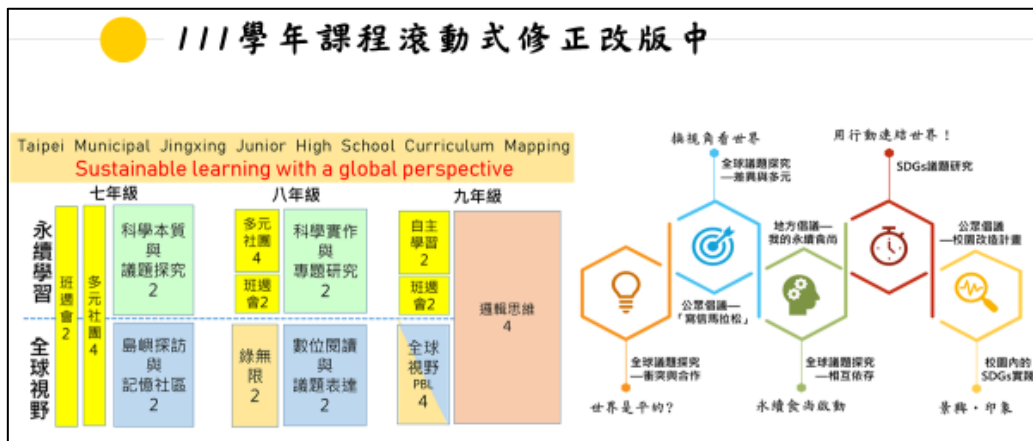 111學年課程滾動式修正改版中
Taipei Municipal Jingxing Junior High School Curriculum Mapping
Sustainable learning with a global perspective
七年級
八年級
九年級
永續學習
全球視野
班週會2
多元社團4
科學本質
與
議題探究
2
島嶼探訪
與
記憶社區
2
多元
社團
4
班週
會2
科學實作
與
專題研究
2
綠無
限
2
數位閱讀
與
議題表達
2
自主
學習
2
班週
會2
全球
視野
PBL
4
邏輯思維
4
換視角看世界
全球議題探究
—差異與多元
公眾倡議—
「寫信馬拉松」
全球議題探究
—衝突與合作
世界是平的?
地方倡議—
我的永續食尚
全球議題探究
—相互依存
永續食尚啟動
用行動連結世界!
SDGs議題研究
公眾倡議
—校園改造計畫
校園內的
SDGs實踐
景興·印象